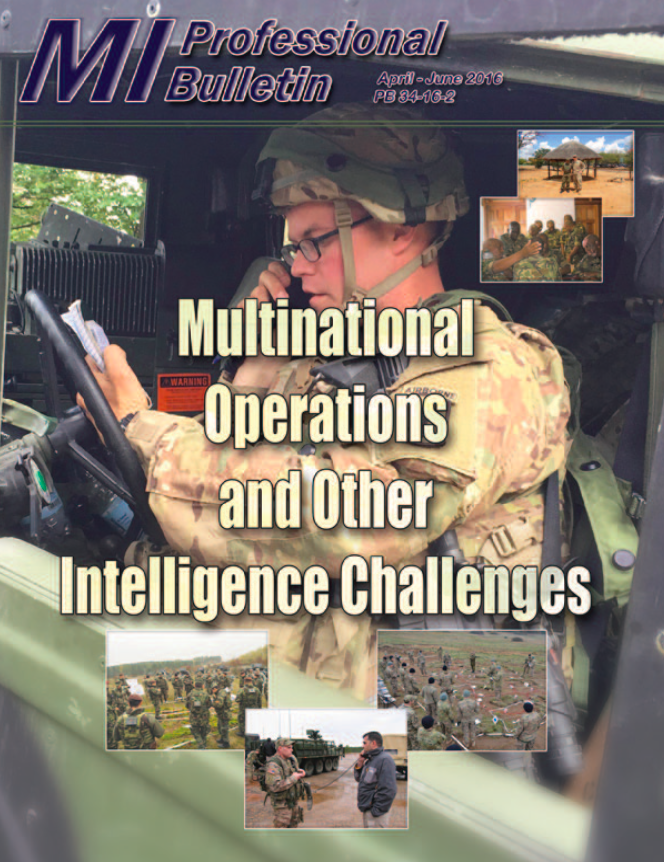 MI Professional
Bulletin
April - June 2016
PB 34-16-2
WARNING
Multinational
AIRBORNE
Operations
and Other
Intelligence Challenges